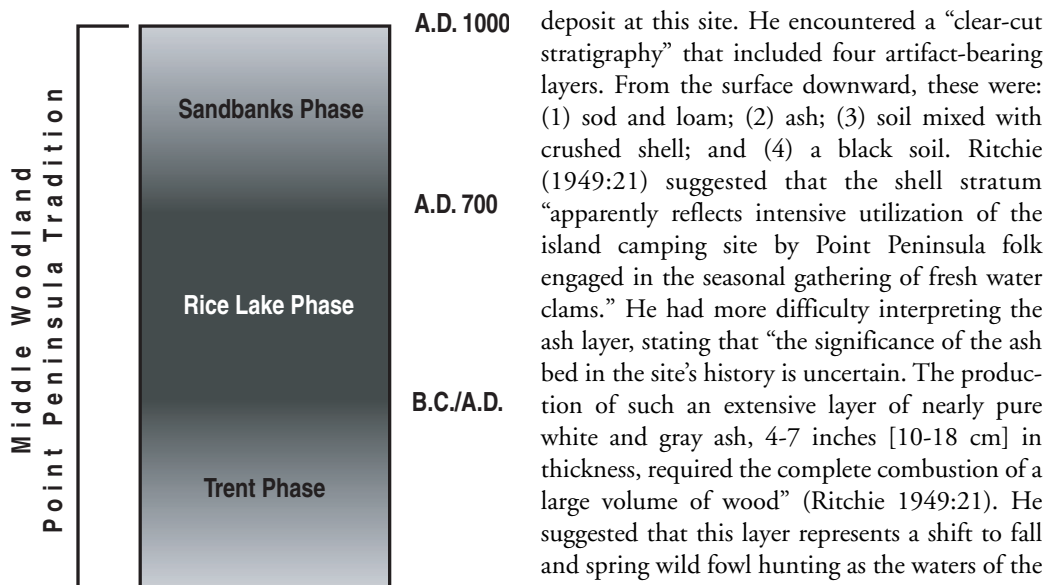 Middle Woodland
Point Peninsula Tradition
A.D. 1000
Sandbanks Phase
A.D. 700
Rice Lake Phase
B.C./A.D.
Trent Phase
deposit at this site. He encountered a “clear-cut
stratigraphy” that included four artifact-bearing
layers. From the surface downward, these were:
(1) sod and loam; (2) ash; (3) soil mixed with
crushed shell; and (4) a black soil. Ritchie
(1949:21) suggested that the shell stratum
“apparently reflects intensive utilization of the
island camping site by Point Peninsula folk
engaged in the seasonal gathering of fresh water
clams.” He had more difficulty interpreting the
ash layer, stating that “the significance of the ash
bed in the site’s history is uncertain. The produc-
tion of such an extensive layer of nearly pure
white and gray ash, 4-7 inches [10-18 cm] in
thickness, required the complete combustion of a
large volume of wood” (Ritchie 1949:21). He
suggested that this layer represents a shift to fall
and spring wild fowl hunting as the waters of the